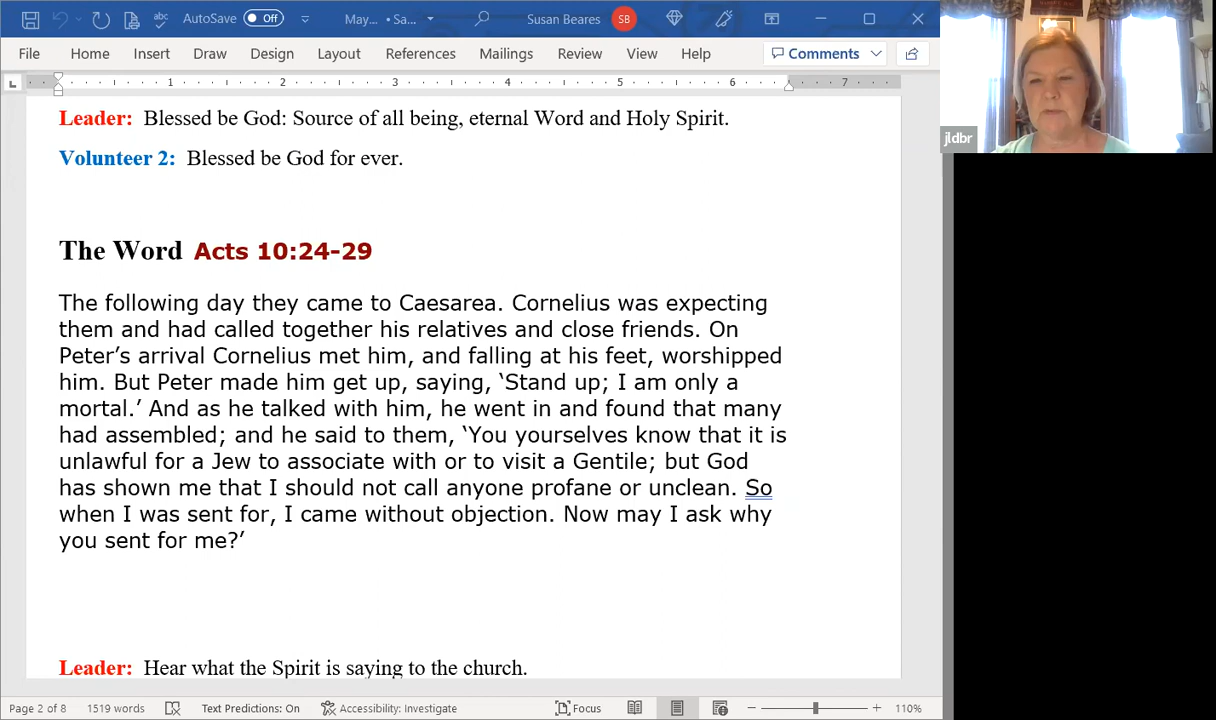 AutoSave Off May... • Sa... Susan Beares SB
File Home Insert Draw Design Layout References Mailings Review View Help Comments
1 2 3 4 5 6 7
Leader: Blessed be God: Source of all being, eternal Word and Holy Spirit.
Volunteer 2: Blessed be God for ever.
The Word Acts 10:24-29
The following day they came to Caesarea. Cornelius was expecting
them and had called together his relatives and close friends. On
Peter’s arrival Cornelius met him, and falling at his feet, worshipped
him. But Peter made him get up, saying, ‘Stand up; I am only a
mortal.’ And as he talked with him, he went in and found that many
had assembled; and he said to them, ‘You yourselves know that it is
unlawful for a Jew to associate with or to visit a Gentile; but God
has shown me that I should not call anyone profane or unclean. So
when I was sent for, I came without objection. Now may I ask why
you sent for me?’
Leader: Hear what the Spirit is saying to the church.
Page 2 of 8 1519 words Text Predictions: On Accessibility: Investigate Focus 110%
jldbr